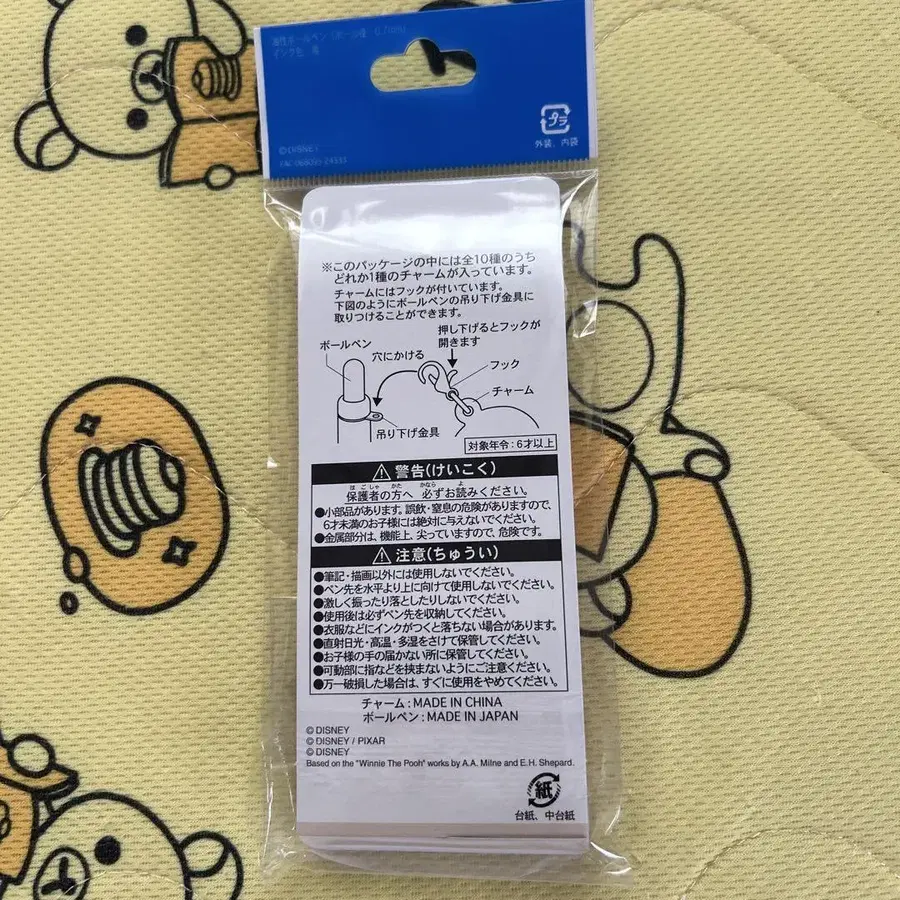 油性ボールペン (ボール径 0.7mm)
インク色 黒
©DISNEY
プラ
外装、内袋
※このパッケージの中には全10種のうち
どれか1種のチャームが入っています。
チャームにはフックが付いています。
下図のようにボールペンの吊り下げ金具に
取りつけることができます。
押し下げるとフックが
開きます
ボールペン
穴にかける
フック
チャーム
吊り下げ金具
対象年令:6才以上
⚠警告(けいこく)
保護者の方へ 必ずお読みください。
●小部品があります。誤飲・窒息の危険がありますので、
6才未満のお子様には絶対に与えないでください。
●金属部分は、機能上、尖っていますので、危険です。
⚠注意(ちゅうい)
●筆記・描画以外には使用しないでください。
●ペン先を水平より上に向けて使用しないでください。
●激しく振ったり落としたりしないでください。
●使用後は必ずペン先を収納してください。
●衣服などにインクがつくと落ちない場合があります。
●直射日光・高温・多湿をさけて保管してください。
●お子様の手の届かない所に保管してください。
●可動部に指などを挟まないようにご注意ください。
●万一破損した場合は、すぐに使用をやめてください。
チャーム:MADE IN CHINA
ボールペン:MADE IN JAPAN
©DISNEY
©DISNEY / PIXAR
©DISNEY
Based on the "Winnie The Pooh" works by A.A. Milne and E.H. Shepard.
紙
台紙、中台紙